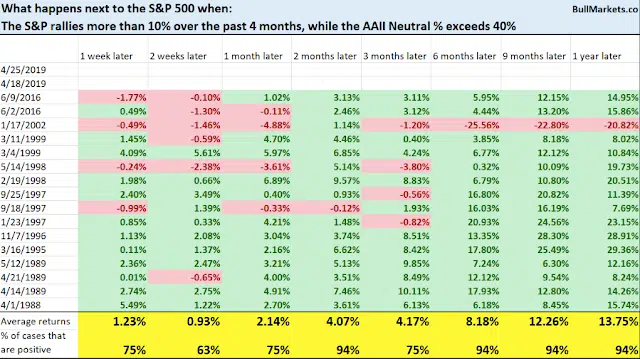 What happens next to the S&P 500 when: BullMarkets.co
The S&P rallies more than 10% over the past 4 months, while the AAII Neutral % exceeds 40%
1 week later 2 weeks later 1 month later 2 months later 3 months later 6 months later 9 months later 1 year later
4/25/2019
4/18/2019
6/9/2016 -1.77% -0.10% 1.02% 3.13% 3.11% 5.95% 12.15% 14.95%
6/2/2016 0.49% -1.30% -0.11% 2.46% 3.12% 4.44% 13.20% 15.86%
1/17/2002 -0.49% -1.46% -4.88% 1.14% -1.20% -25.56% -22.80% -20.82%
3/11/1999 1.45% -0.59% 4.70% 4.46% 0.40% 3.85% 8.18% 8.02%
3/4/1999 4.09% 5.61% 5.97% 6.85% 4.24% 6.77% 12.12% 10.84%
5/14/1998 -0.24% -2.38% -3.61% 5.14% -3.80% 0.32% 10.09% 19.73%
2/19/1998 1.98% 0.66% 6.89% 9.57% 8.83% 6.79% 10.80% 20.51%
9/25/1997 2.40% 3.49% 0.40% 0.93% -0.56% 16.80% 20.82% 11.39%
9/18/1997 -0.99% 1.39% -0.33% -0.12% 1.93% 16.03% 16.19% 7.69%
1/23/1997 0.85% 0.33% 4.21% 1.48% -0.82% 20.93% 24.56% 23.15%
11/7/1996 1.13% 2.08% 3.04% 3.74% 8.51% 13.35% 28.30% 28.91%
3/16/1995 0.11% 1.37% 2.16% 6.62% 8.42% 17.80% 25.49% 29.36%
5/12/1989 2.36% 2.47% 3.21% 5.13% 9.85% 7.24% 6.30% 12.16%
4/21/1989 0.01% -0.65% 4.00% 3.51% 8.49% 12.12% 9.54% 8.24%
4/14/1989 2.74% 2.75% 4.91% 7.46% 10.11% 17.93% 12.80% 14.26%
4/1/1988 5.49% 1.22% 2.70% 3.61% 6.13% 6.18% 8.45% 15.74%
Average returns 1.23% 0.93% 2.14% 4.07% 4.17% 8.18% 12.26% 13.75%
% of cases that
are positive 75% 63% 75% 94% 75% 94% 94% 94%